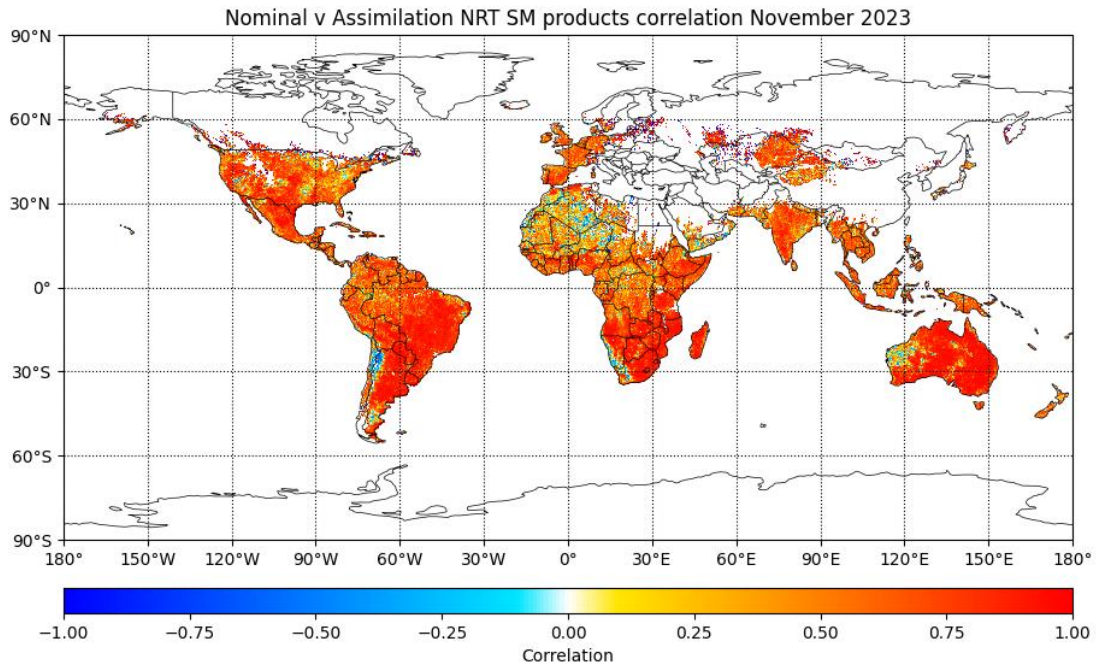 Nominal v Assimilation NRT SM products correlation November 2023
90°N
60°N
30°N
0°
30°S
60°S
90°S
180° 150°W 120°W 90°W 60°W 30°W 0° 30°E 60°E 90°E 120°E 150°E 180°
−1.00 −0.75 −0.50 −0.25 0.00 0.25 0.50 0.75 1.00
Correlation